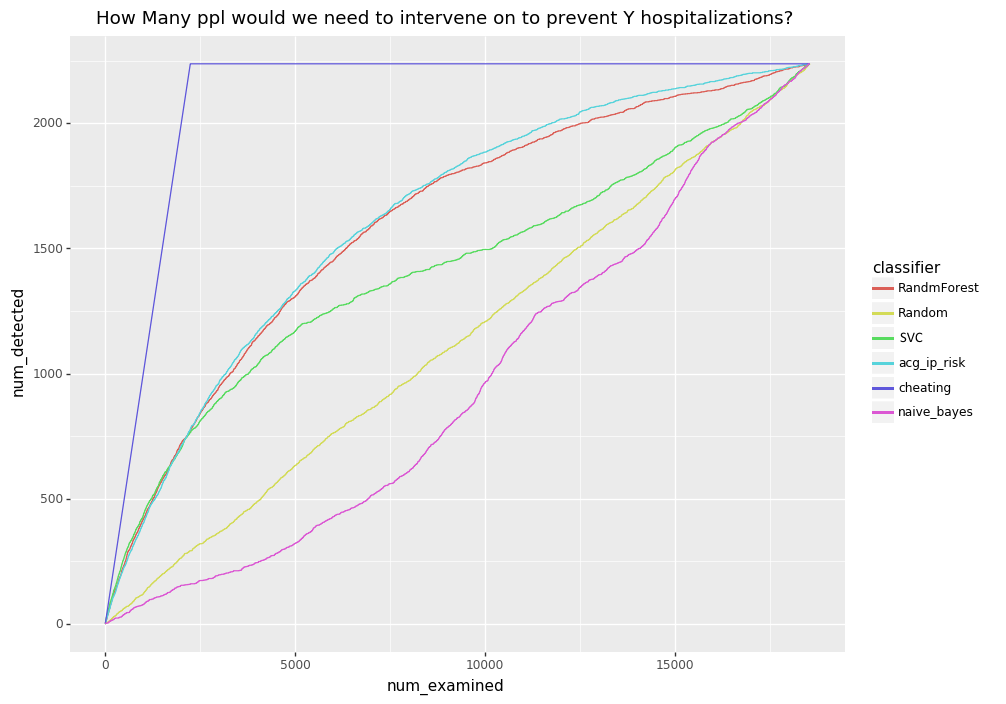 How Many ppl would we need to intervene on to prevent Y hospitalizations?
num_detected
2000
1500
1000
500
0
0
5000
10000
15000
num_examined
classifier
RandmForest
Random
SVC
acg_ip_risk
cheating
naive_bayes